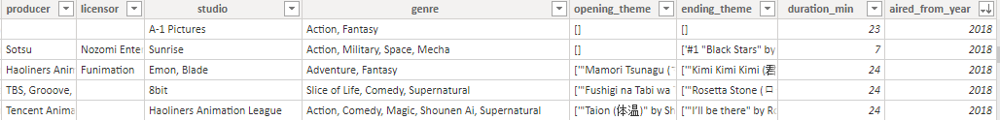 producer licensor studio genre opening_theme ending_theme duration_min aired_from_year
A-1 Pictures Action, Fantasy [] [] 23 2018
Sotsu Nozomi Ente Sunrise Action, Military, Space, Mecha [] ['#1 "Black Stars" by 7 2018
Haoliners Anim Funimation Emon, Blade Adventure, Fantasy ['"Mamori Tsunagu ( ['"Kimi Kimi Kimi (君 24 2018
TBS, Grooove, 8bit Slice of Life, Comedy, Supernatural ['"Fushigi na Tabi wa ['"Rosetta Stone (ロ 24 2018
Tencent Anima Haoliners Animation League Action, Comedy, Magic, Shounen Ai, Supernatural ['"Taion (体温)" by Sh ['"I'll be there" by Ro 24 2018